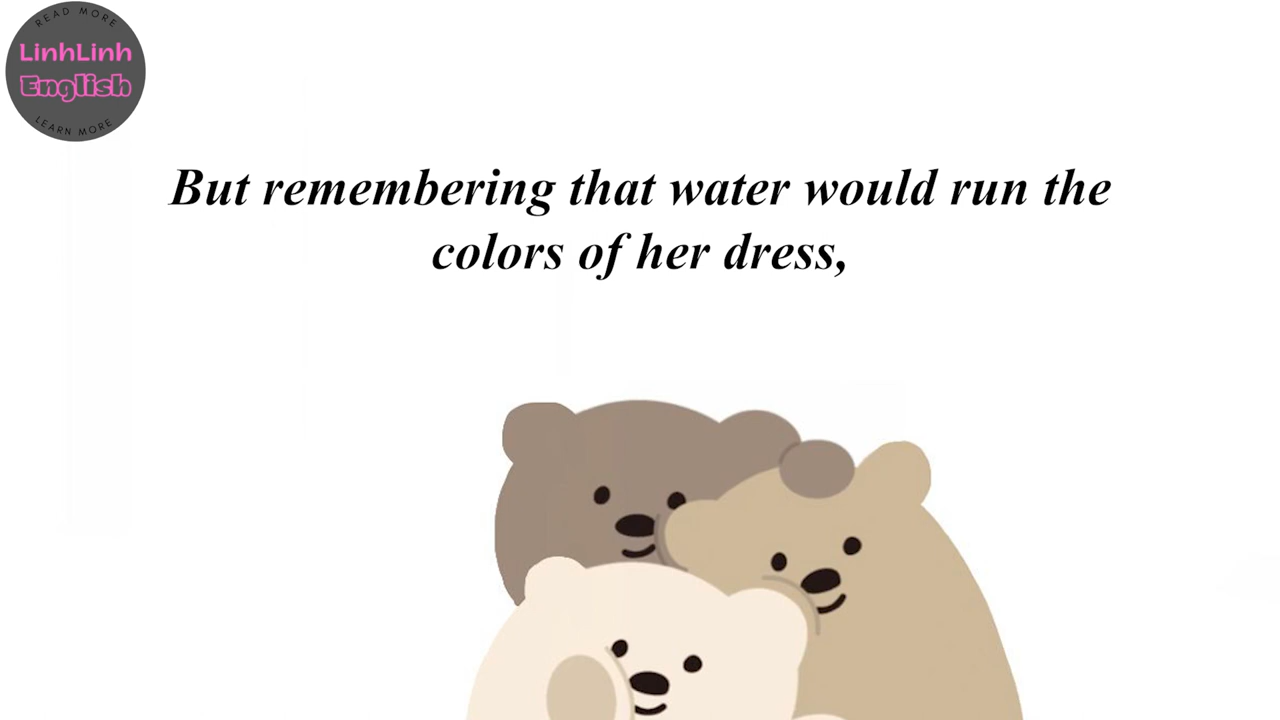 READ MORE
LinhLinh
English
LEARN MORE
But remembering that water would run the
colors of her dress,